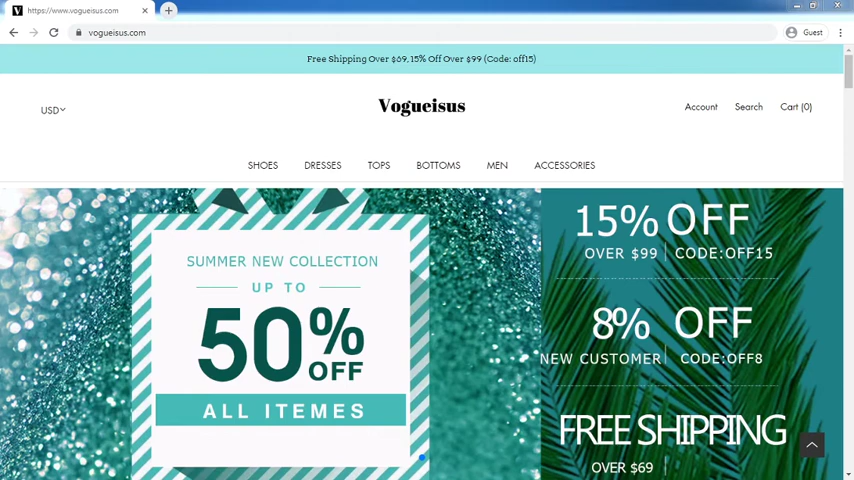 https://www.vogueisus.com
vogueisus.com
Guest
Free Shipping Over $69, 15% Off Over $99 (Code: off15)
USD
Vogueisus
Account
Search
Cart (0)
SHOES
DRESSES
TOPS
BOTTOMS
MEN
ACCESSORIES
SUMMER NEW COLLECTION
UP TO
50%
OFF
ALL ITEMES
15% OFF
OVER $99 CODE:OFF15
8% OFF
NEW CUSTOMER CODE:OFF8
FREE SHIPPING
OVER $69